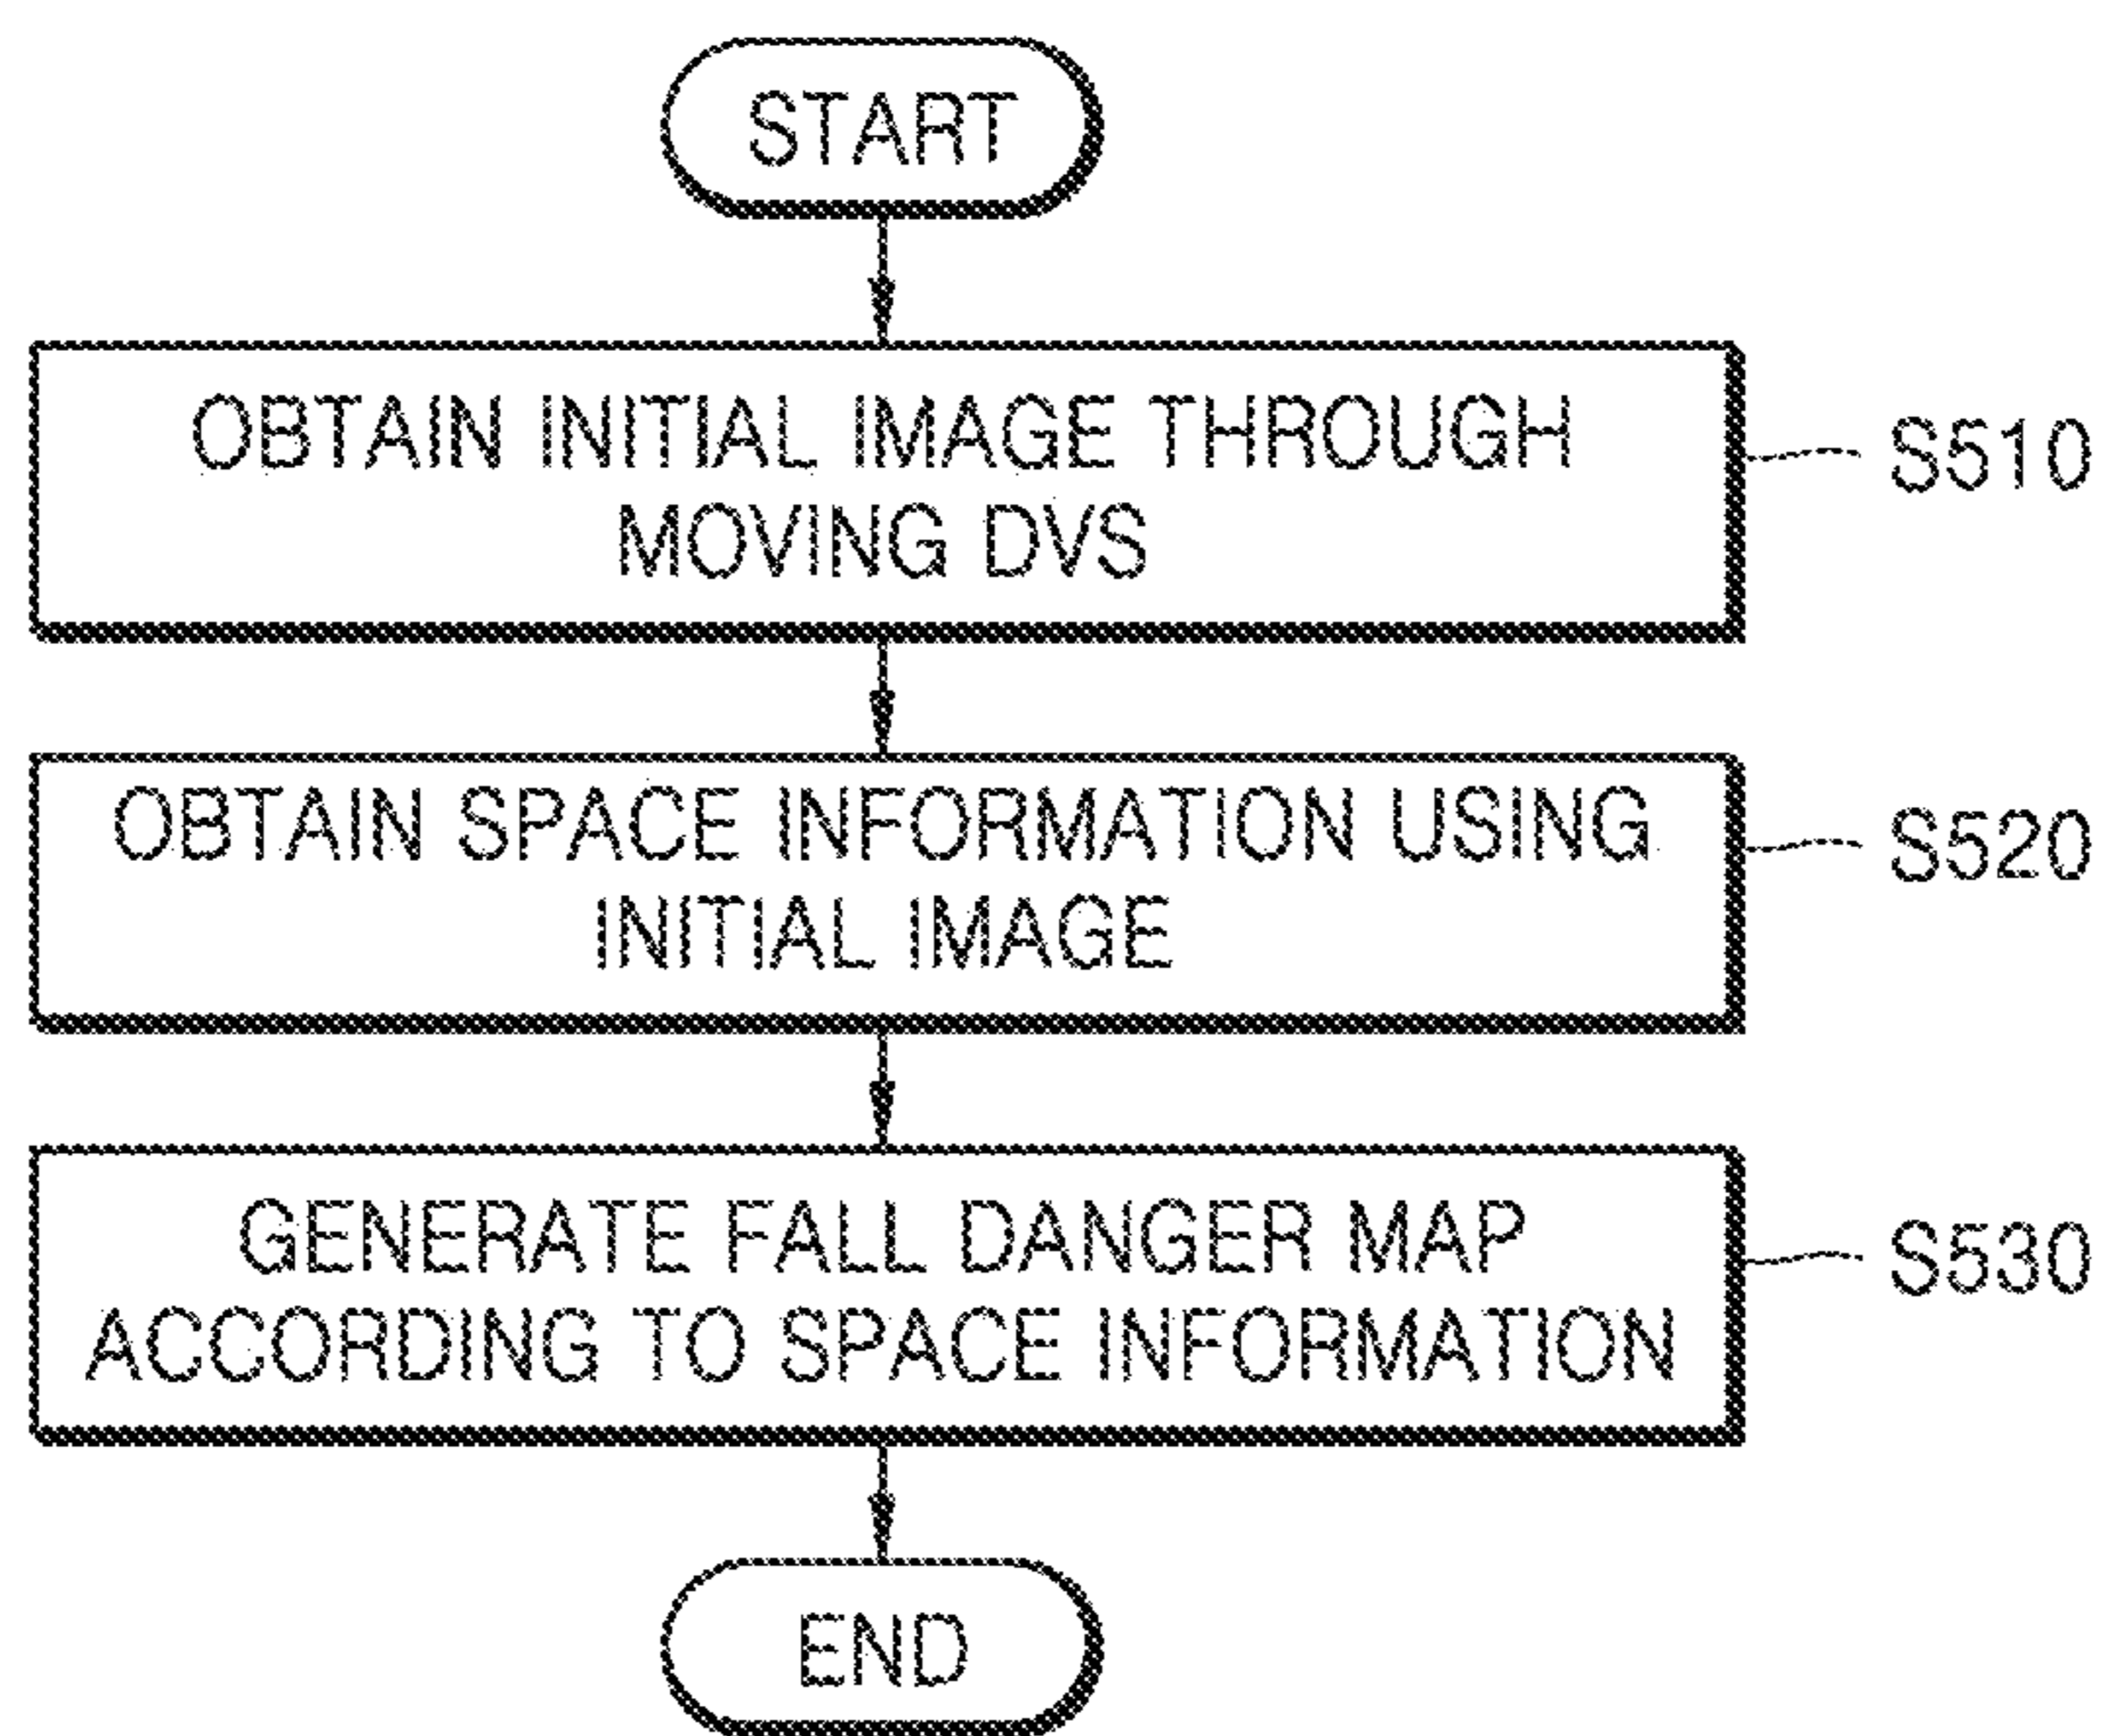 START
OBTAIN INITIAL IMAGE THROUGH
MOVING DVS
S510
OBTAIN SPACE INFORMATION USING
INITIAL IMAGE
S520
GENERATE FALL DANGER MAP
ACCORDING TO SPACE INFORMATION
S530
END